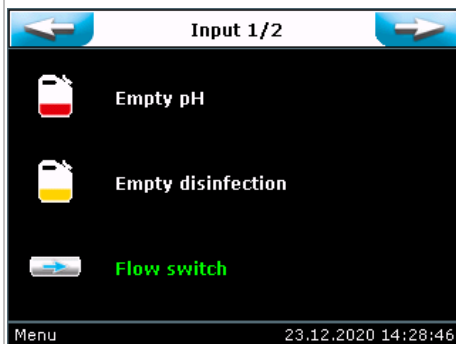 Input 1/2
Empty pH
Empty disinfection
Flow switch
Menu 23.12.2020 14:28:46